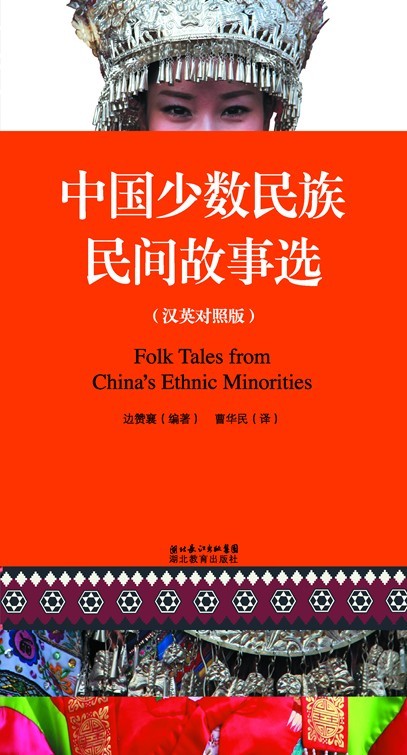 中国少数民族
民间故事选
（汉英对照版）
Folk Tales from
China's Ethnic Minorities
边赞襄（编著） 曹华民（译）
湖北长江出版集团
湖北教育出版社